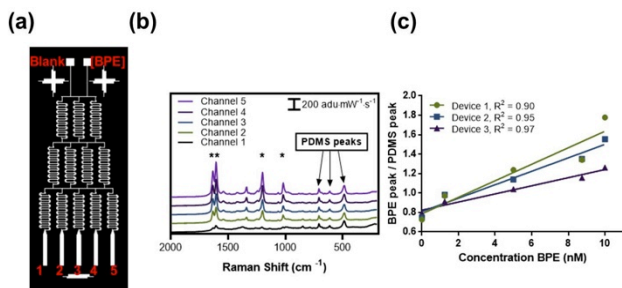 (a)
Blank [BPE]
1 2 3 4 5
(b)
Channel 5
Channel 4
Channel 3
Channel 2
Channel 1
200 adu·mW⁻¹·s⁻¹
PDMS peaks
** * *
2000 1500 1000 500
Raman Shift (cm⁻¹)
(c)
BPE peak / PDMS peak
2.0
1.8
1.6
1.4
1.2
1.0
0.8
0.6
Device 1, R² = 0.90
Device 2, R² = 0.95
Device 3, R² = 0.97
0 2 4 6 8 10
Concentration BPE (nM)